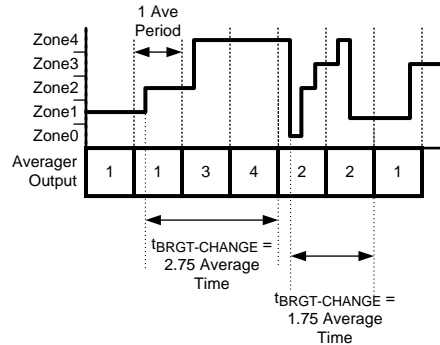 1 Ave
Period
Zone4
Zone3
Zone2
Zone1
Zone0
Averager
Output
1 1 3 4 2 2 1
tBRGT-CHANGE =
2.75 Average
Time
tBRGT-CHANGE =
1.75 Average
Time